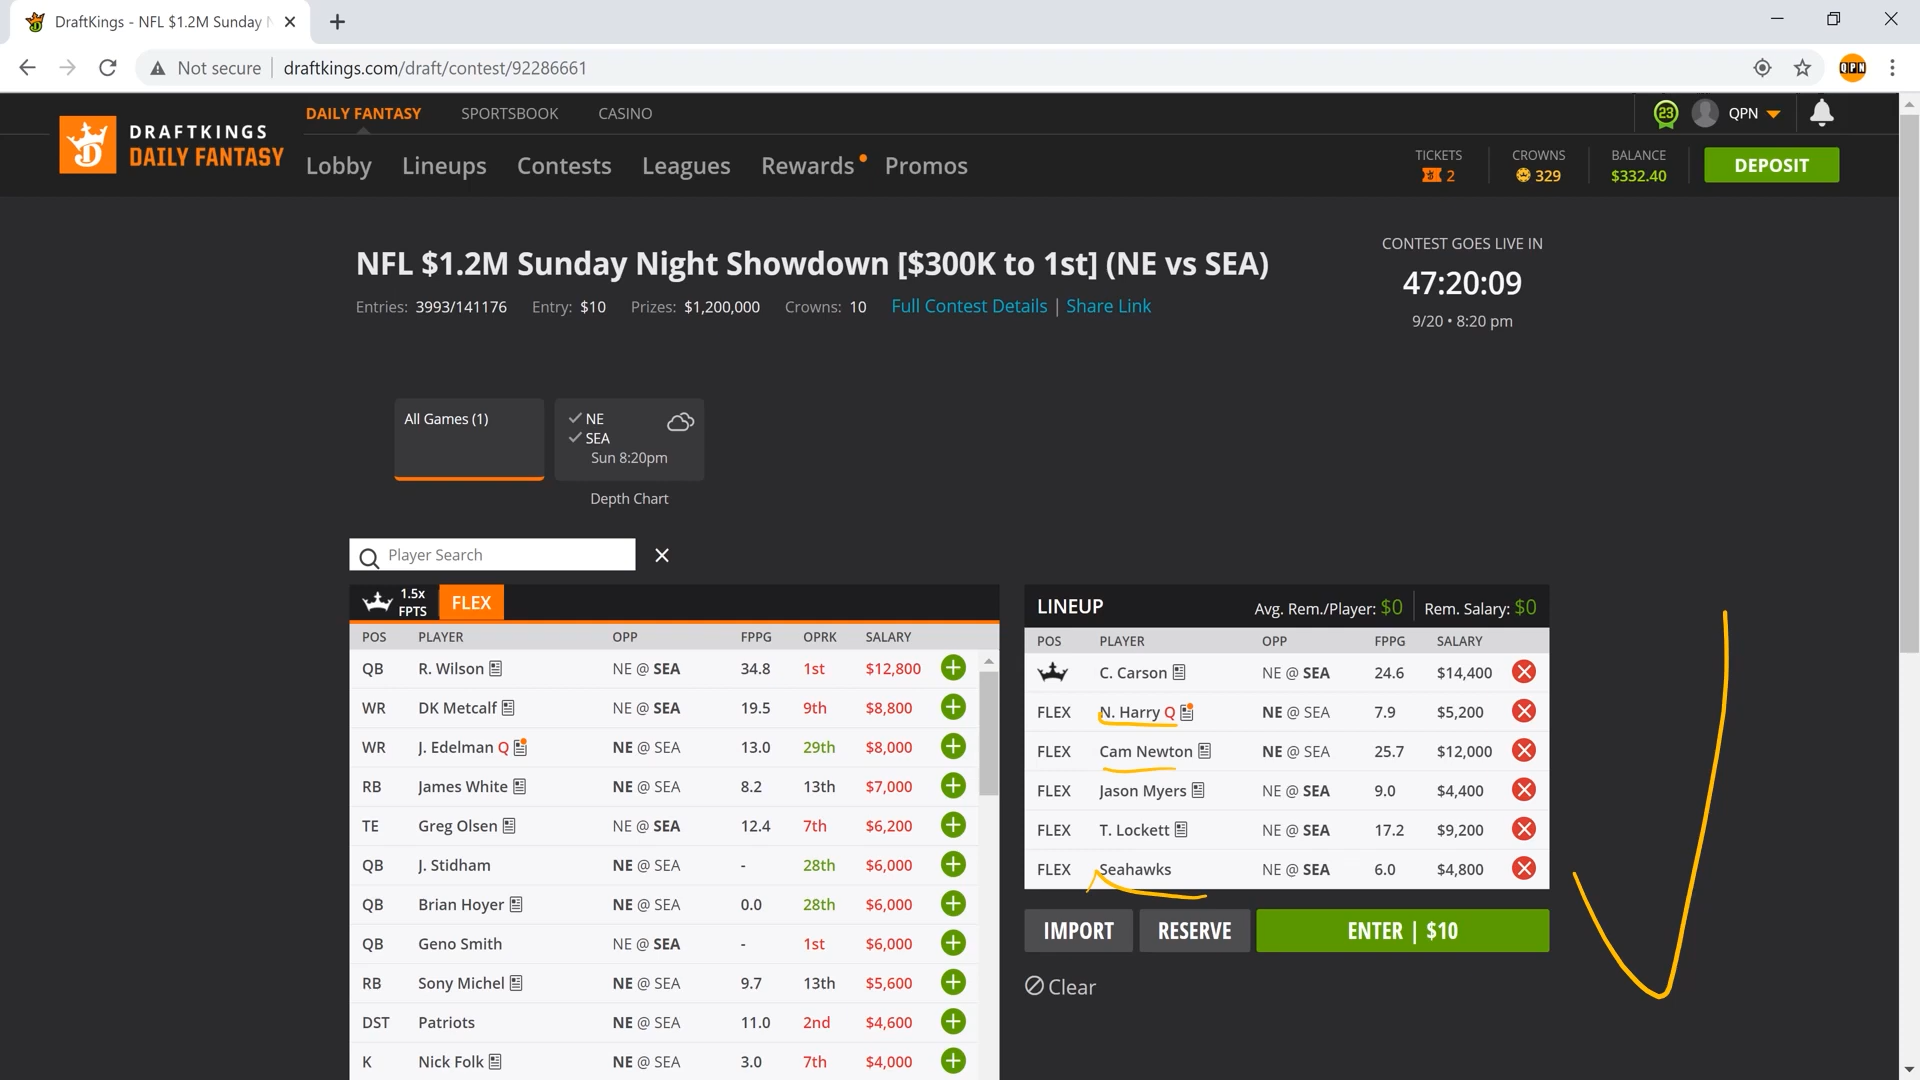 DraftKings - NFL $1.2M Sunday N
Not secure
draftkings.com/draft/contest/92286661
QPN
DRAFTKINGS
DAILY FANTASY
DAILY FANTASY SPORTSBOOK CASINO
23 QPN
Lobby Lineups Contests Leagues Rewards Promos
TICKETS 2
CROWNS 329
BALANCE $332.40
DEPOSIT
NFL $1.2M Sunday Night Showdown [$300K to 1st] (NE vs SEA)
Entries: 3993/141176 Entry: $10 Prizes: $1,200,000 Crowns: 10 Full Contest Details | Share Link
CONTEST GOES LIVE IN
47:20:09
9/20 • 8:20 pm
All Games (1)
NE
SEA
Sun 8:20pm
Depth Chart
Player Search
1.5x FPTS FLEX
POS PLAYER OPP FPPG OPRK SALARY
QB R. Wilson NE @ SEA 34.8 1st $12,800
WR DK Metcalf NE @ SEA 19.5 9th $8,800
WR J. Edelman Q NE @ SEA 13.0 29th $8,000
RB James White NE @ SEA 8.2 13th $7,000
TE Greg Olsen NE @ SEA 12.4 7th $6,200
QB J. Stidham NE @ SEA - 28th $6,000
QB Brian Hoyer NE @ SEA 0.0 28th $6,000
QB Geno Smith NE @ SEA - 1st $6,000
RB Sony Michel NE @ SEA 9.7 13th $5,600
DST Patriots NE @ SEA 11.0 2nd $4,600
K Nick Folk NE @ SEA 3.0 7th $4,000
LINEUP Avg. Rem./Player: $0 Rem. Salary: $0
POS PLAYER OPP FPPG SALARY
C. Carson NE @ SEA 24.6 $14,400
FLEX N. Harry Q NE @ SEA 7.9 $5,200
FLEX Cam Newton NE @ SEA 25.7 $12,000
FLEX Jason Myers NE @ SEA 9.0 $4,400
FLEX T. Lockett NE @ SEA 17.2 $9,200
FLEX Seahawks NE @ SEA 6.0 $4,800
IMPORT RESERVE ENTER | $10
Clear